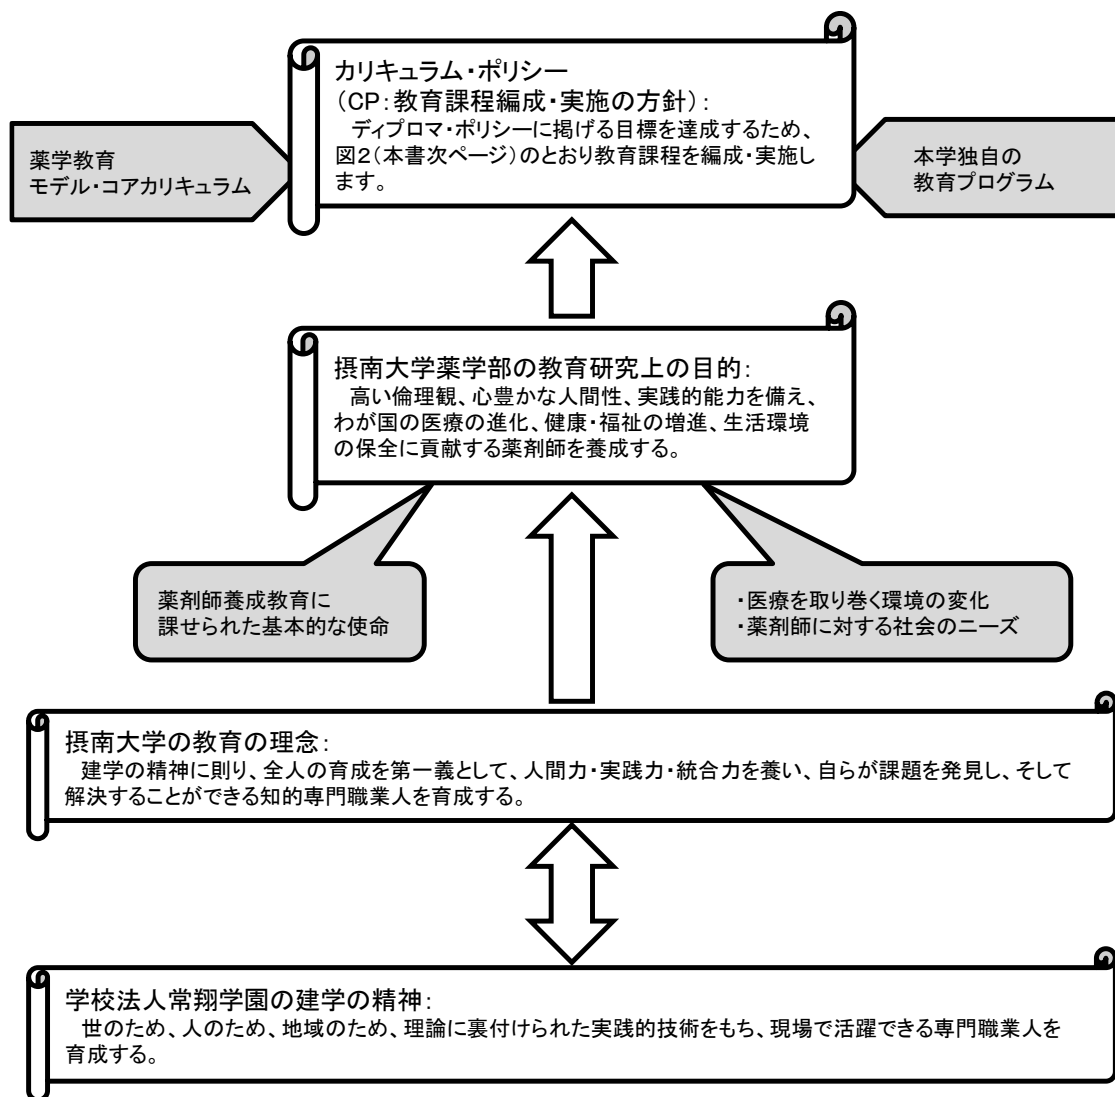 カリキュラム・ポリシー
(CP:教育課程編成・実施の方針):
ディプロマ・ポリシーに掲げる目標を達成するため、
図2(本書次ページ)のとおり教育課程を編成・実施し
ます。
薬学教育
モデル・コアカリキュラム
本学独自の
教育プログラム
摂南大学薬学部の教育研究上の目的:
高い倫理観、心豊かな人間性、実践的能力を備え、
わが国の医療の進化、健康・福祉の増進、生活環境
の保全に貢献する薬剤師を養成する。
薬剤師養成教育に
課せられた基本的な使命
・医療を取り巻く環境の変化
・薬剤師に対する社会のニーズ
摂南大学の教育の理念:
建学の精神に則り、全人の育成を第一義として、人間力・実践力・統合力を養い、自らが課題を発見し、そして
解決することができる知的専門職業人を育成する。
学校法人常翔学園の建学の精神:
世のため、人のため、地域のため、理論に裏付けられた実践的技術をもち、現場で活躍できる専門職業人を
育成する。